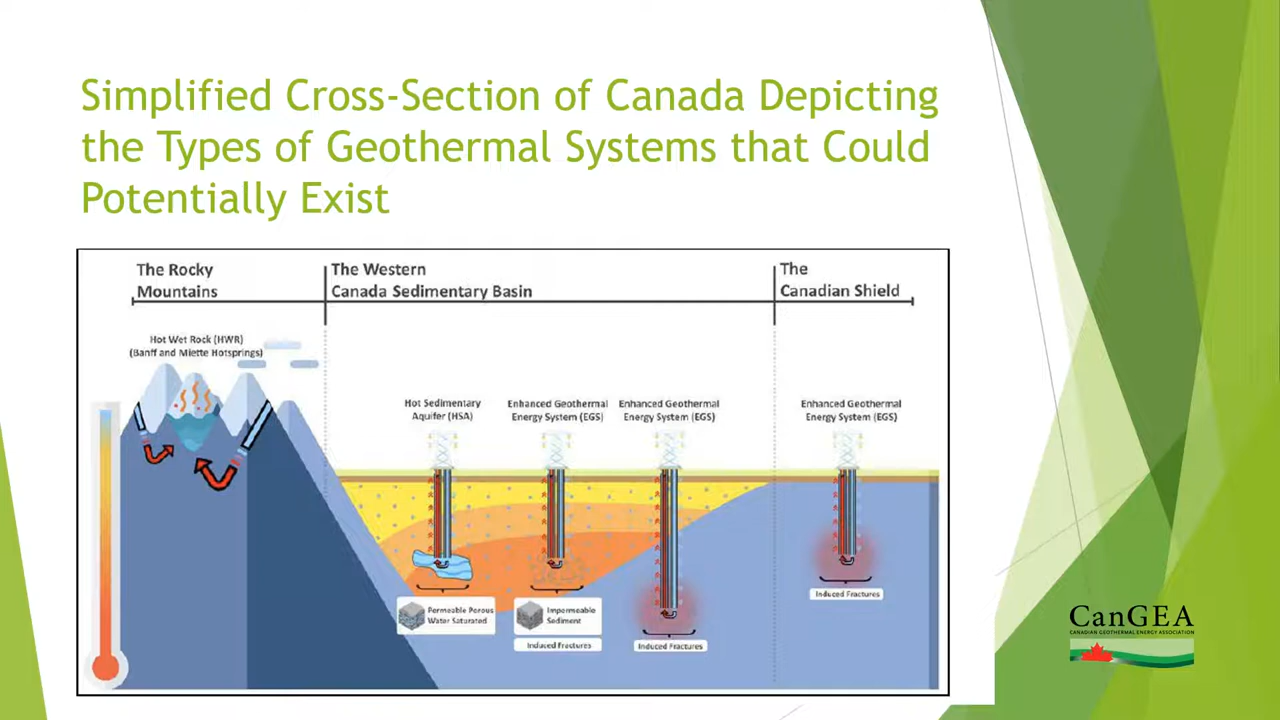 Simplified Cross-Section of Canada Depicting
the Types of Geothermal Systems that Could
Potentially Exist
The Rocky
Mountains
The Western
Canada Sedimentary Basin
The
Canadian Shield
Hot Wet Rock (HWR)
(Banff and Miette Hotsprings)
Hot Sedimentary
Aquifer (HSA)
Enhanced Geothermal
Energy System (EGS)
Enhanced Geothermal
Energy System (EGS)
Enhanced Geothermal
Energy System (EGS)
Permeable Porous
Water Saturated
Impermeable
Sediment
Induced Fractures
Induced Fractures
Induced Fractures
CanGEA
CANADIAN GEOTHERMAL ENERGY ASSOCIATION